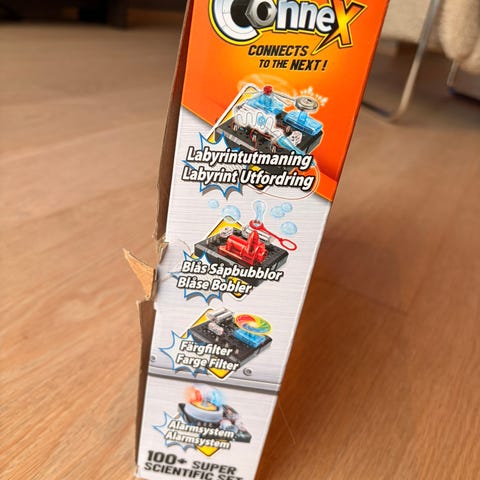 ConneX
CONNECTS
TO THE NEXT!
Labyrintutmaning
Labyrint Utfordring
Blås Såpbubblor
Blåse Bobler
Färgfilter
Farge Filter
Alarmsystem
Alarmsystem
100+ SUPER
SCIENTIFIC SET